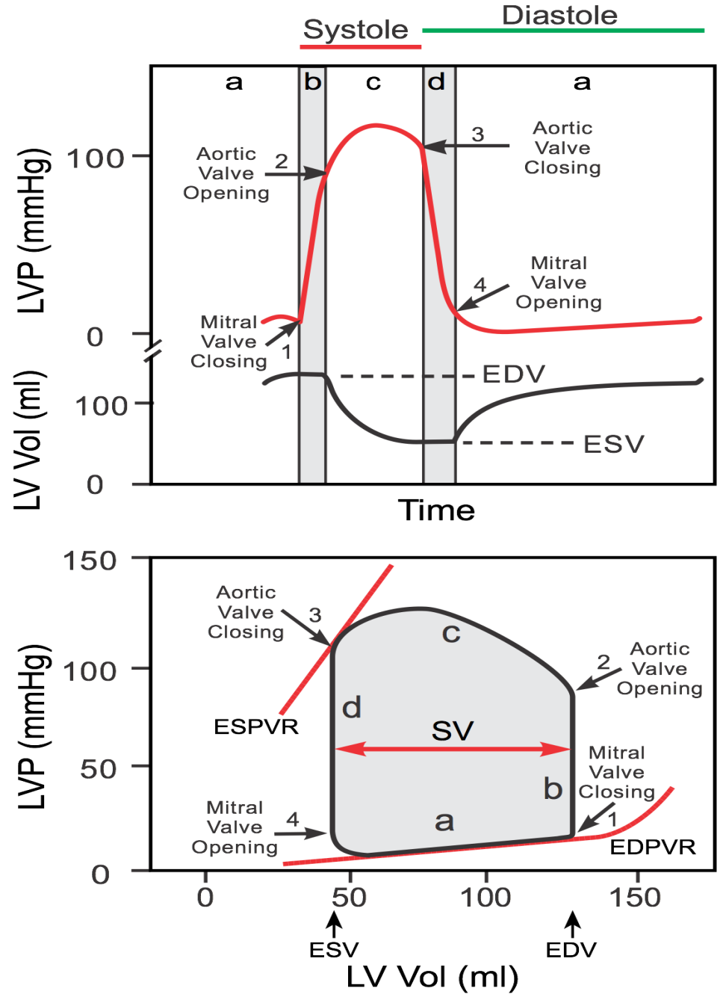 Systole
Diastole
a
b
c
d
a
LVP (mmHg)
100
0
Aortic
Valve
Opening
2
3
Aortic
Valve
Closing
Mitral
Valve
Closing
1
4
Mitral
Valve
Opening
LV Vol (ml)
100
0
EDV
ESV
Time
LVP (mmHg)
150
100
50
0
Aortic
Valve
Closing
3
ESPVR
c
d
SV
b
a
2
Aortic
Valve
Opening
Mitral
Valve
Closing
1
EDPVR
Mitral
Valve
Opening
4
0
50
100
150
ESV
EDV
LV Vol (ml)